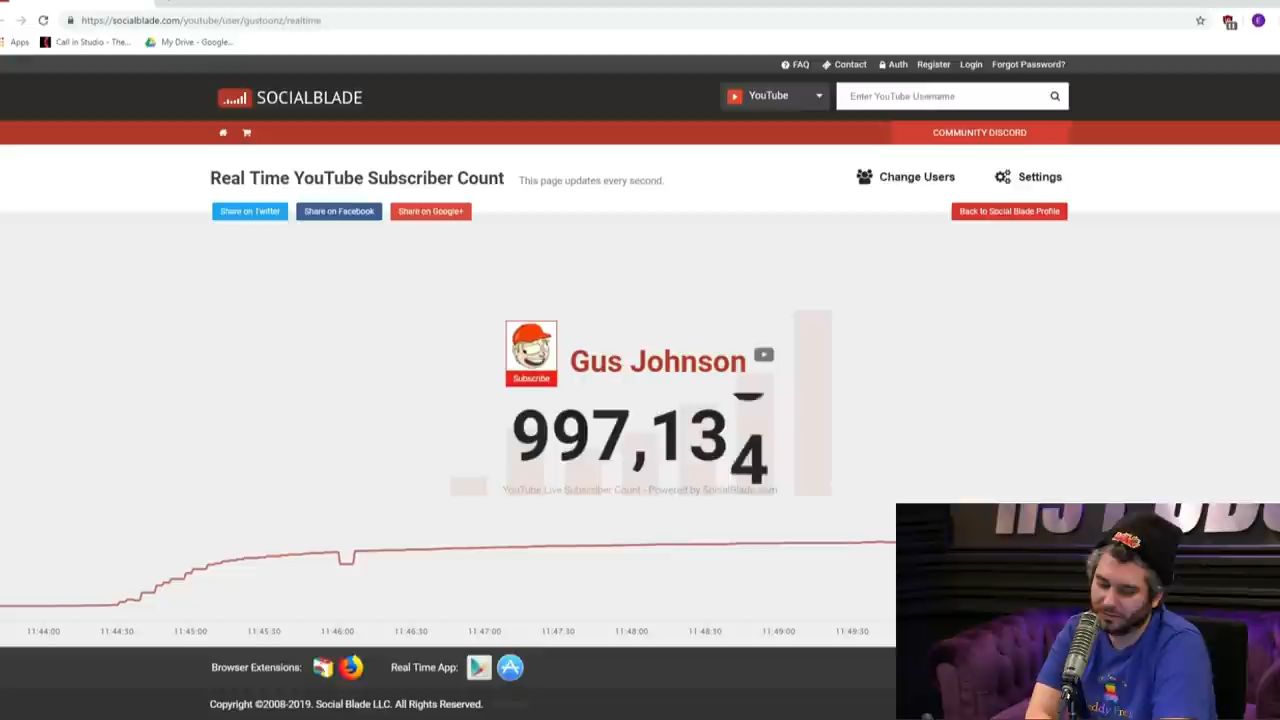 https://socialblade.com/youtube/user/gustoonz/realtime
Apps Call in Studio - The... My Drive - Google...
FAQ Contact Auth Register Login Forgot Password?
SOCIALBLADE YouTube Enter YouTube Username
COMMUNITY DISCORD
Real Time YouTube Subscriber Count This page updates every second. Change Users Settings
Share on Twitter Share on Facebook Share on Google+ Back to Social Blade Profile
Gus Johnson
Subscribe
997,134
YouTube Live Subscriber Count - Powered by SocialBlade.com
11:44:00 11:44:30 11:45:00 11:45:30 11:46:00 11:46:30 11:47:00 11:47:30 11:48:00 11:48:30 11:49:00 11:49:30
Browser Extensions: Real Time App:
Copyright ©2008-2019. Social Blade LLC. All Rights Reserved.